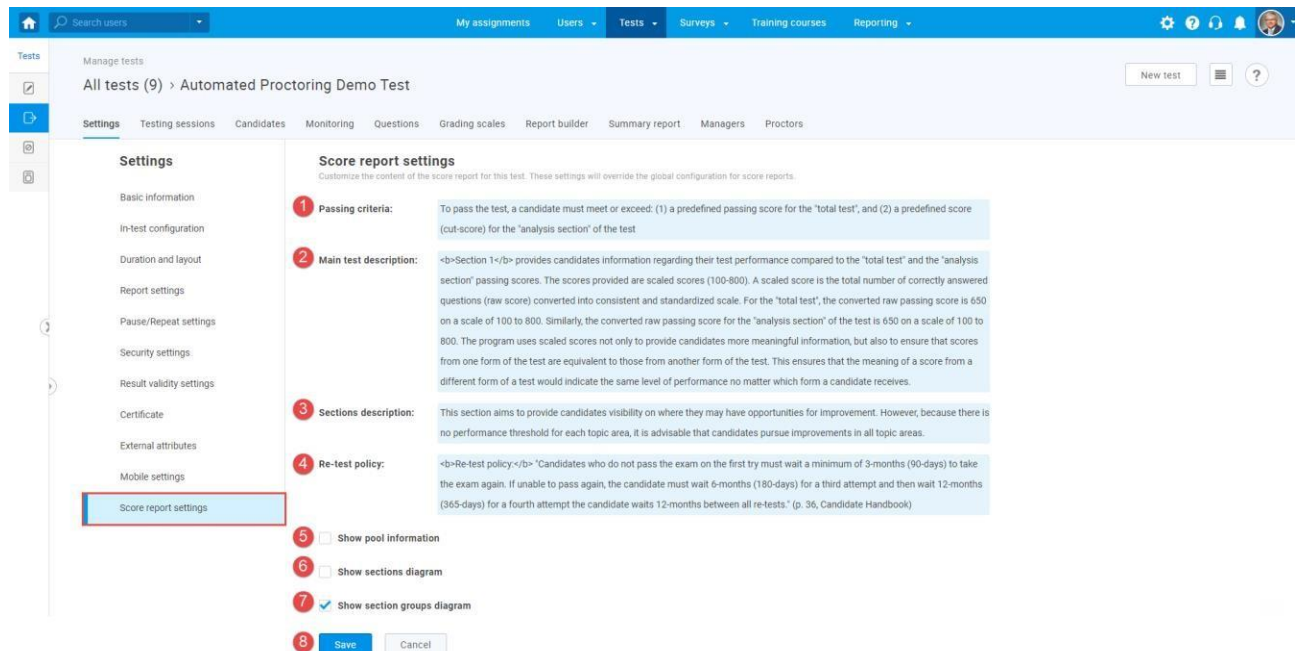 Search users
My assignments Users Tests Surveys Training courses Reporting
Tests
Manage tests
All tests (9) › Automated Proctoring Demo Test
New test
?
Settings Testing sessions Candidates Monitoring Questions Grading scales Report builder Summary report Managers Proctors
Settings
Basic information
In-test configuration
Duration and layout
Report settings
Pause/Repeat settings
Security settings
Result validity settings
Certificate
External attributes
Mobile settings
Score report settings
Score report settings
Customize the content of the score report for this test. These settings will override the global configuration for score reports.
1 Passing criteria: To pass the test, a candidate must meet or exceed: (1) a predefined passing score for the "total test", and (2) a predefined score
(cut-score) for the "analysis section" of the test
2 Main test description: <b>Section 1</b> provides candidates information regarding their test performance compared to the "total test" and the "analysis
section" passing scores. The scores provided are scaled scores (100-800). A scaled score is the total number of correctly answered
questions (raw score) converted into consistent and standardized scale. For the "total test", the converted raw passing score is 650
on a scale of 100 to 800. Similarly, the converted raw passing score for the "analysis section" of the test is 650 on a scale of 100 to
800. The program uses scaled scores not only to provide candidates more meaningful information, but also to ensure that scores
from one form of the test are equivalent to those from another form of the test. This ensures that the meaning of a score from a
different form of a test would indicate the same level of performance no matter which form a candidate receives.
3 Sections description: This section aims to provide candidates visibility on where they may have opportunities for improvement. However, because there is
no performance threshold for each topic area, it is advisable that candidates pursue improvements in all topic areas.
4 Re-test policy: <b>Re-test policy:</b> "Candidates who do not pass the exam on the first try must wait a minimum of 3-months (90-days) to take
the exam again. If unable to pass again, the candidate must wait 6-months (180-days) for a third attempt and then wait 12-months
(365-days) for a fourth attempt the candidate waits 12-months between all re-tests." (p. 36, Candidate Handbook)
5 Show pool information
6 Show sections diagram
7 Show section groups diagram
8 Save Cancel